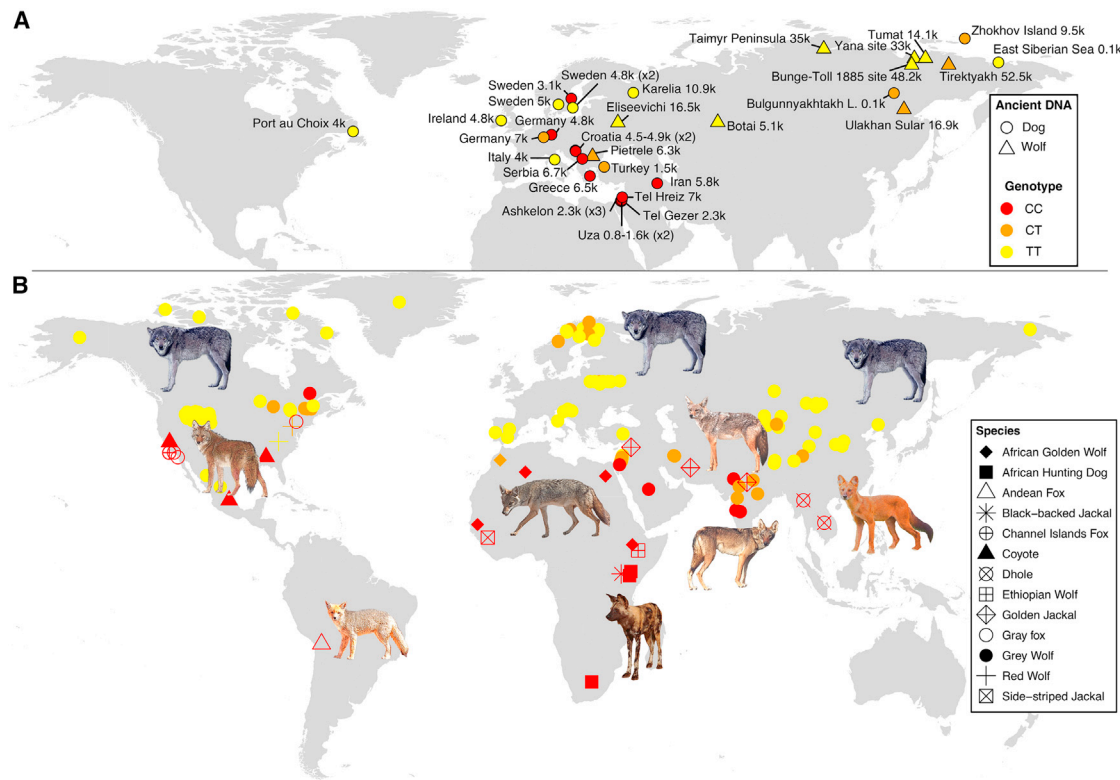 A
Zhokhov Island 9.5k
Tumat 14.1k
Taimyr Peninsula 35k
Yana site 33k
East Siberian Sea 0.1k
Sweden 4.8k (x2)
Bunge-Toll 1885 site 48.2k
Tirektyakh 52.5k
Sweden 3.1k
Karelia 10.9k
Sweden 5k
Eliseevichi 16.5k
Bulgunnyakhtakh L. 0.1k
Ireland 4.8k
Germany 4.8k
Port au Choix 4k
Botai 5.1k
Ulakhan Sular 16.9k
Germany 7k
Croatia 4.5-4.9k (x2)
Pietrele 6.3k
Italy 4k
Turkey 1.5k
Serbia 6.7k
Iran 5.8k
Greece 6.5k
Tel Hreiz 7k
Ashkelon 2.3k (x3)
Tel Gezer 2.3k
Uza 0.8-1.6k (x2)
Ancient DNA
Dog
Wolf
Genotype
CC
CT
TT
B
Species
African Golden Wolf
African Hunting Dog
Andean Fox
Black-backed Jackal
Channel Islands Fox
Coyote
Dhole
Ethiopian Wolf
Golden Jackal
Gray fox
Grey Wolf
Red Wolf
Side-striped Jackal